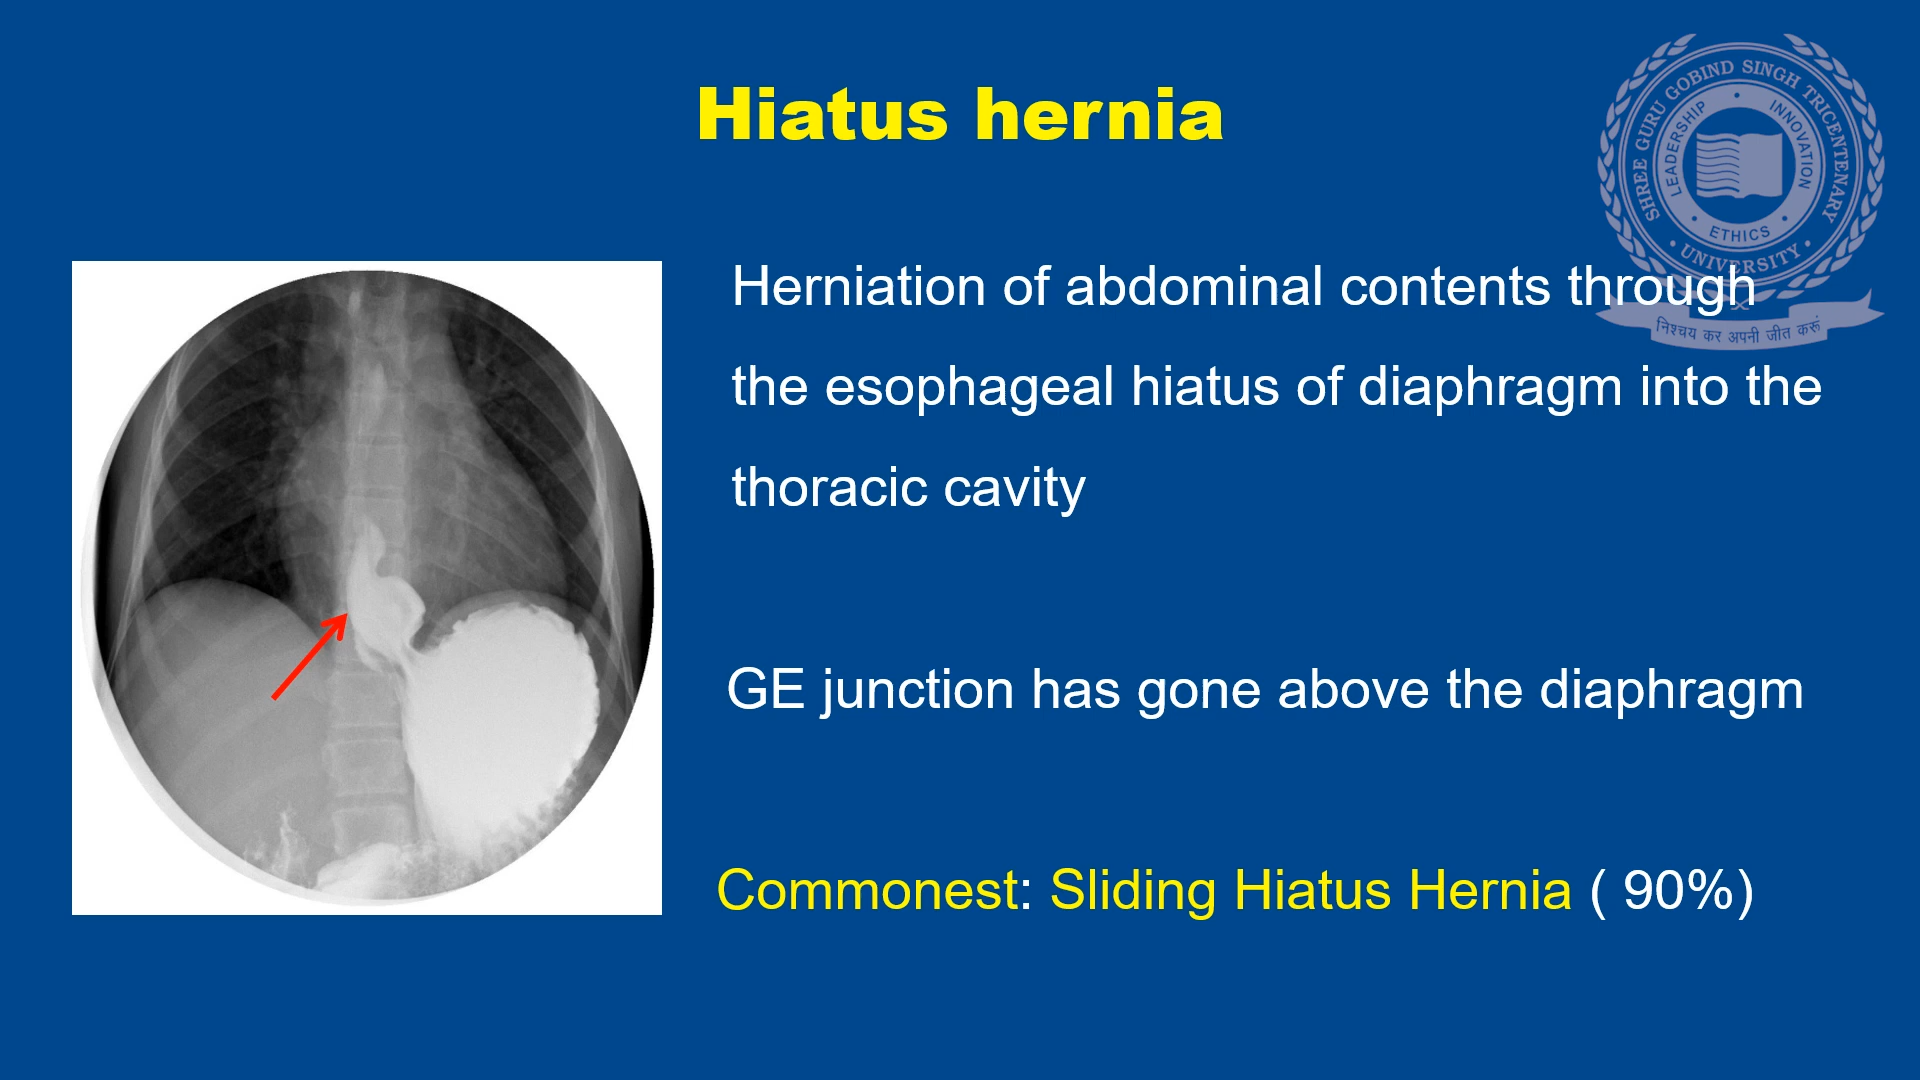 Hiatus hernia
SHREE GURU GOBIND SINGH TRICENTENARY
UNIVERSITY
LEADERSHIP
INNOVATION
ETHICS
निश्चय कर अपनी जीत करूं
Herniation of abdominal contents through
the esophageal hiatus of diaphragm into the
thoracic cavity
GE junction has gone above the diaphragm
Commonest: Sliding Hiatus Hernia ( 90%)